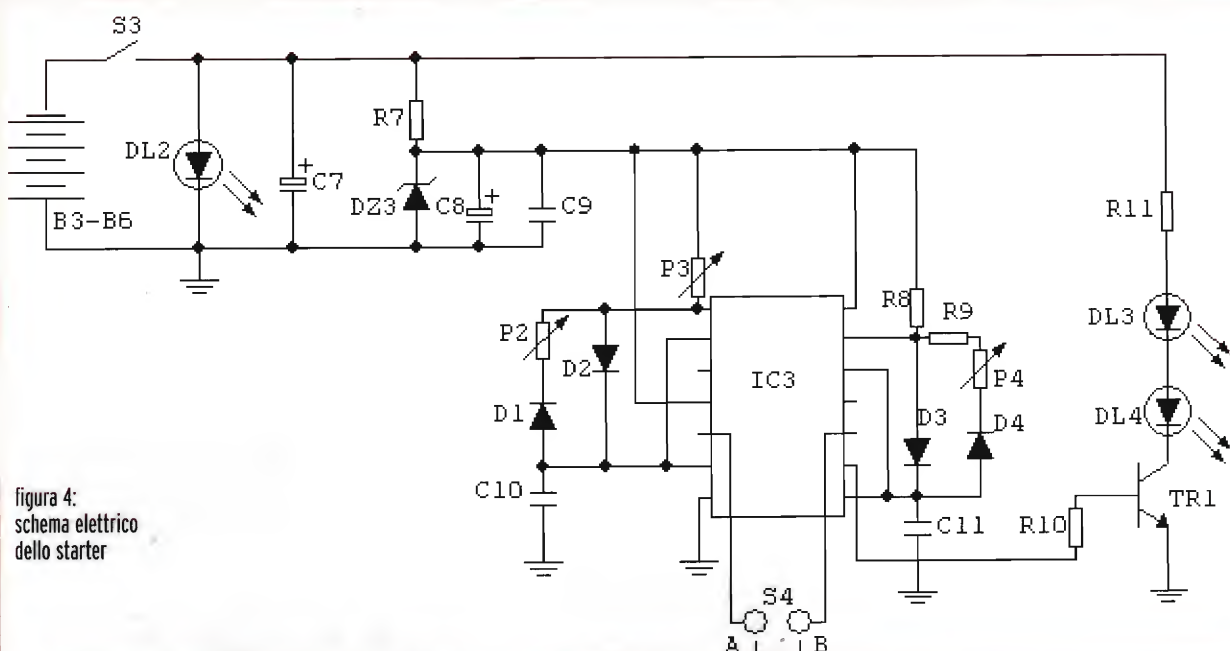 S3
R7
DL2
+
C7
DZ3
C8
+
C9
B3-B6
R11
P3
R8
R9
P2
D2
IC3
P4
DL3
D1
D3
D4
DL4
C10
C11
R10
TR1
figura 4:
schema elettrico
dello starter
S4
A
B